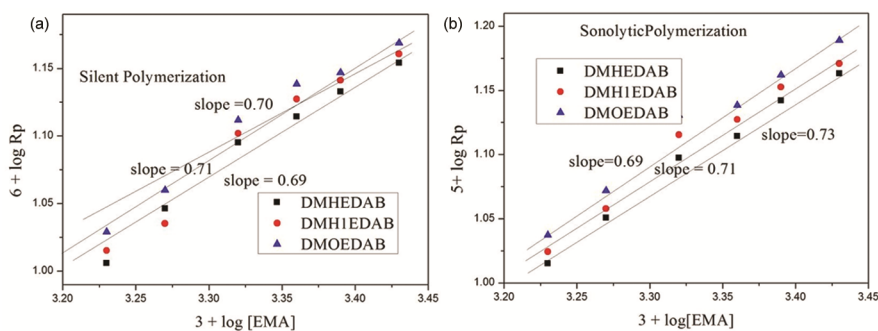 (a)
Silent Polymerization
slope =0.70
slope = 0.71
slope = 0.69
DMHEDAB
DMH1EDAB
DMOEDAB
6 + log Rp
1.15
1.10
1.05
1.00
3.20 3.25 3.30 3.35 3.40 3.45
3 + log [EMA]
(b)
SonolyticPolymerization
DMHEDAB
DMH1EDAB
DMOEDAB
slope=0.69
slope=0.71
slope=0.73
5+ log Rp
1.20
1.15
1.10
1.05
1.00
3.20 3.25 3.30 3.35 3.40 3.45
3 + log[EMA]